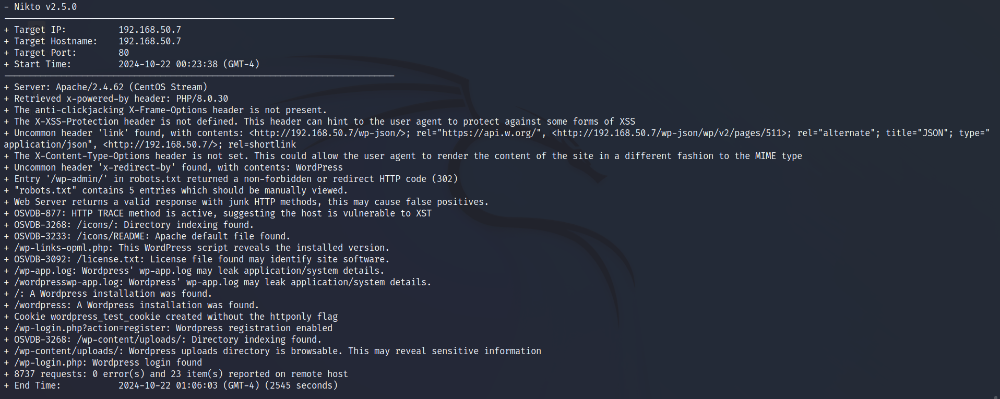 - Nikto v2.5.0
+ Target IP:          192.168.50.7
+ Target Hostname:    192.168.50.7
+ Target Port:        80
+ Start Time:         2024-10-22 00:23:38 (GMT-4)
+ Server: Apache/2.4.62 (CentOS Stream)
+ Retrieved x-powered-by header: PHP/8.0.30
+ The anti-clickjacking X-Frame-Options header is not present.
+ The X-XSS-Protection header is not defined. This header can hint to the user agent to protect against some forms of XSS
+ Uncommon header 'link' found, with contents: <http://192.168.50.7/wp-json/>; rel="https://api.w.org/", <http://192.168.50.7/wp-json/wp/v2/pages/511>; rel="alternate"; title="JSON"; type="
application/json", <http://192.168.50.7/>; rel=shortlink
+ The X-Content-Type-Options header is not set. This could allow the user agent to render the content of the site in a different fashion to the MIME type
+ Uncommon header 'x-redirect-by' found, with contents: WordPress
+ Entry '/wp-admin/' in robots.txt returned a non-forbidden or redirect HTTP code (302)
+ "robots.txt" contains 5 entries which should be manually viewed.
+ Web Server returns a valid response with junk HTTP methods, this may cause false positives.
+ OSVDB-877: HTTP TRACE method is active, suggesting the host is vulnerable to XST
+ OSVDB-3268: /icons/: Directory indexing found.
+ OSVDB-3233: /icons/README: Apache default file found.
+ /wp-links-opml.php: This WordPress script reveals the installed version.
+ OSVDB-3092: /license.txt: License file found may identify site software.
+ /wp-app.log: Wordpress' wp-app.log may leak application/system details.
+ /wordpresswp-app.log: Wordpress' wp-app.log may leak application/system details.
+ /: A Wordpress installation was found.
+ /wordpress: A Wordpress installation was found.
+ Cookie wordpress_test_cookie created without the httponly flag
+ /wp-login.php?action=register: Wordpress registration enabled
+ OSVDB-3268: /wp-content/uploads/: Directory indexing found.
+ /wp-content/uploads/: Wordpress uploads directory is browsable. This may reveal sensitive information
+ /wp-login.php: Wordpress login found
+ 8737 requests: 0 error(s) and 23 item(s) reported on remote host
+ End Time:           2024-10-22 01:06:03 (GMT-4) (2545 seconds)